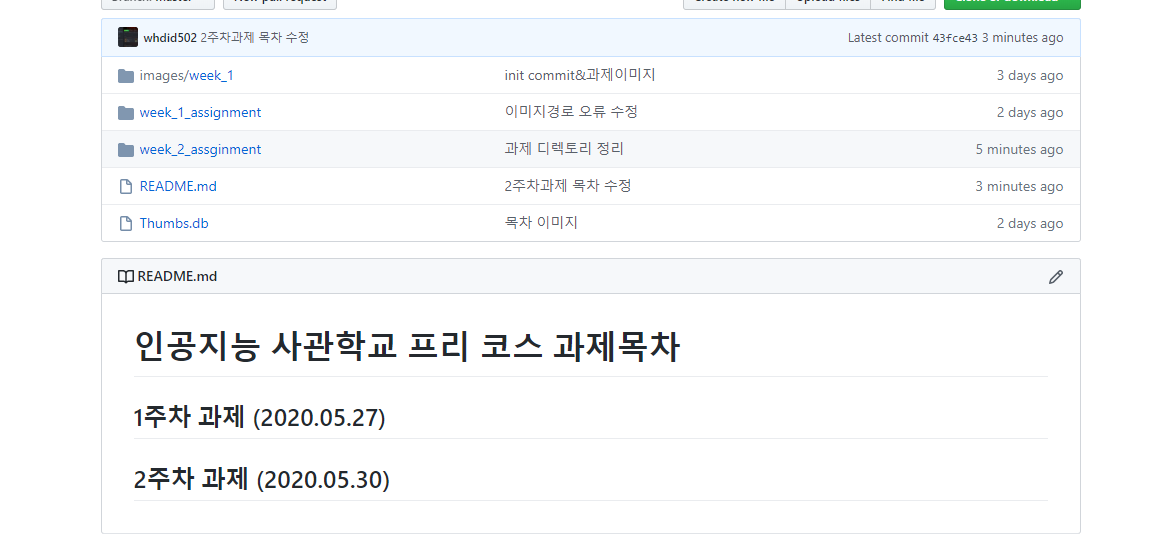 whdid502 2주차과제 목차 수정 Latest commit 43fce43 3 minutes ago
images/week_1 init commit&과제이미지 3 days ago
week_1_assignment 이미지경로 오류 수정 2 days ago
week_2_assginment 과제 디렉토리 정리 5 minutes ago
README.md 2주차과제 목차 수정 3 minutes ago
Thumbs.db 목차 이미지 2 days ago
README.md
인공지능 사관학교 프리 코스 과제목차
1주차 과제 (2020.05.27)
2주차 과제 (2020.05.30)